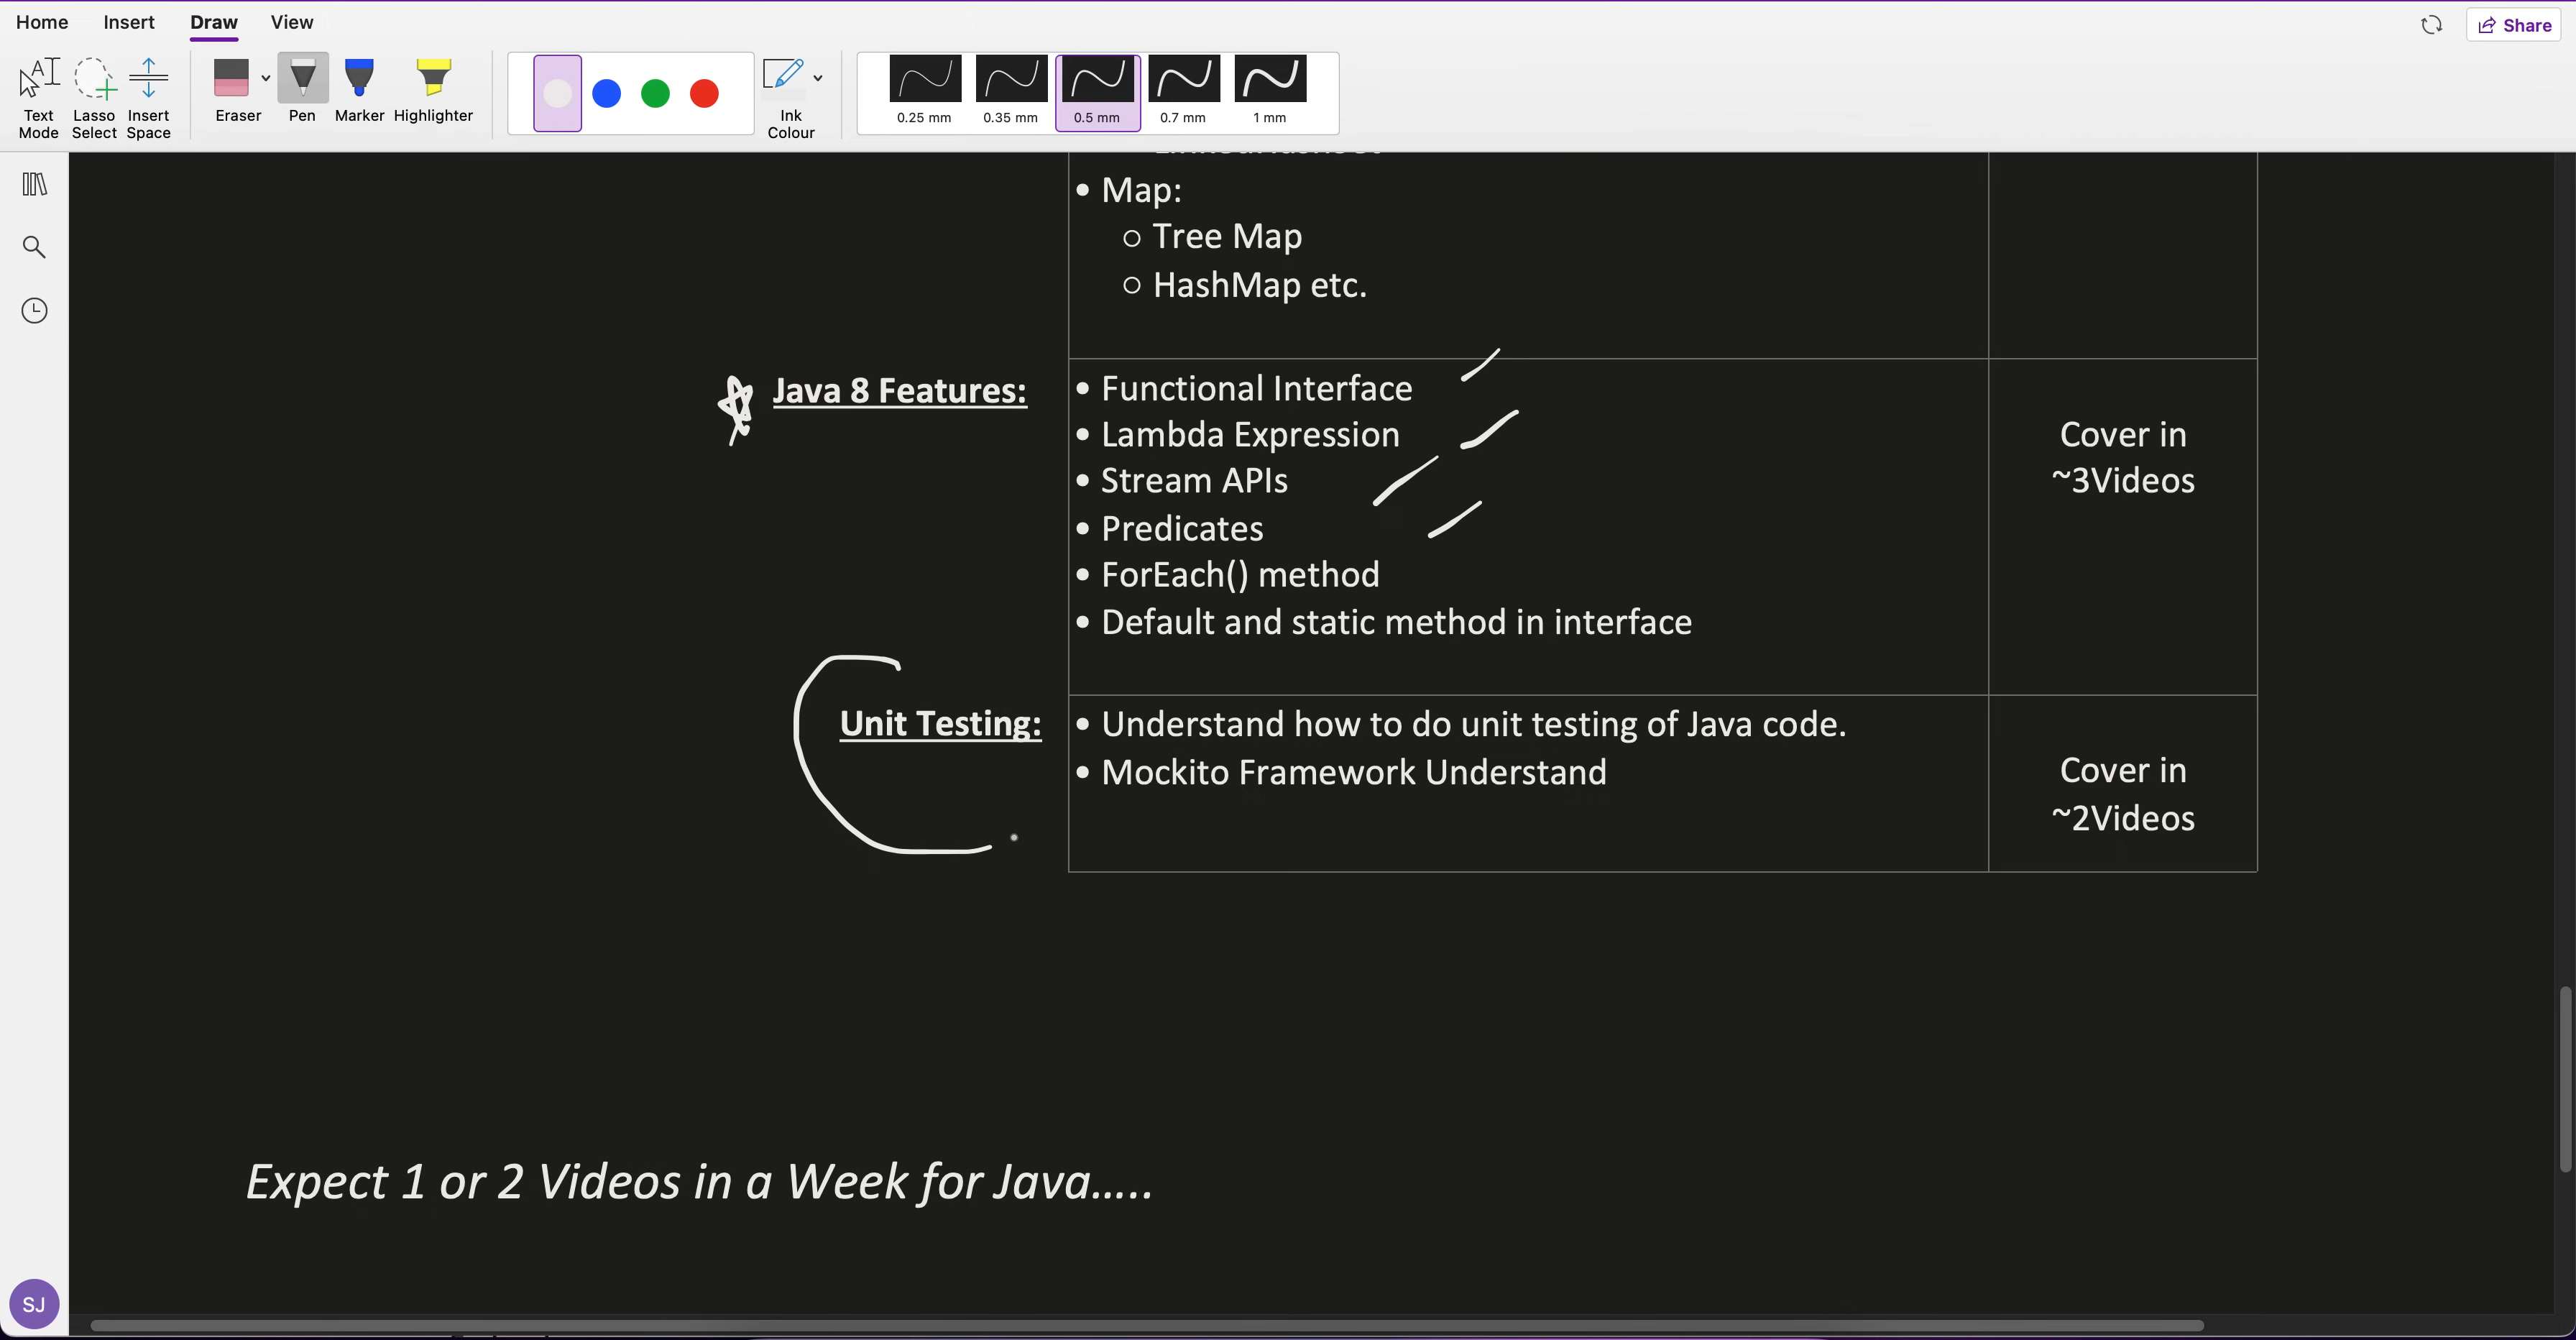 Home Insert Draw View
Share
Text Mode
Lasso Select
Insert Space
Eraser
Pen
Marker
Highlighter
Ink Colour
0.25 mm
0.35 mm
0.5 mm
0.7 mm
1 mm
• Map:
○ Tree Map
○ HashMap etc.
Java 8 Features:
• Functional Interface
• Lambda Expression
• Stream APIs
• Predicates
• ForEach() method
• Default and static method in interface
Cover in
~3Videos
Unit Testing:
• Understand how to do unit testing of Java code.
• Mockito Framework Understand
Cover in
~2Videos
Expect 1 or 2 Videos in a Week for Java.....
SJ